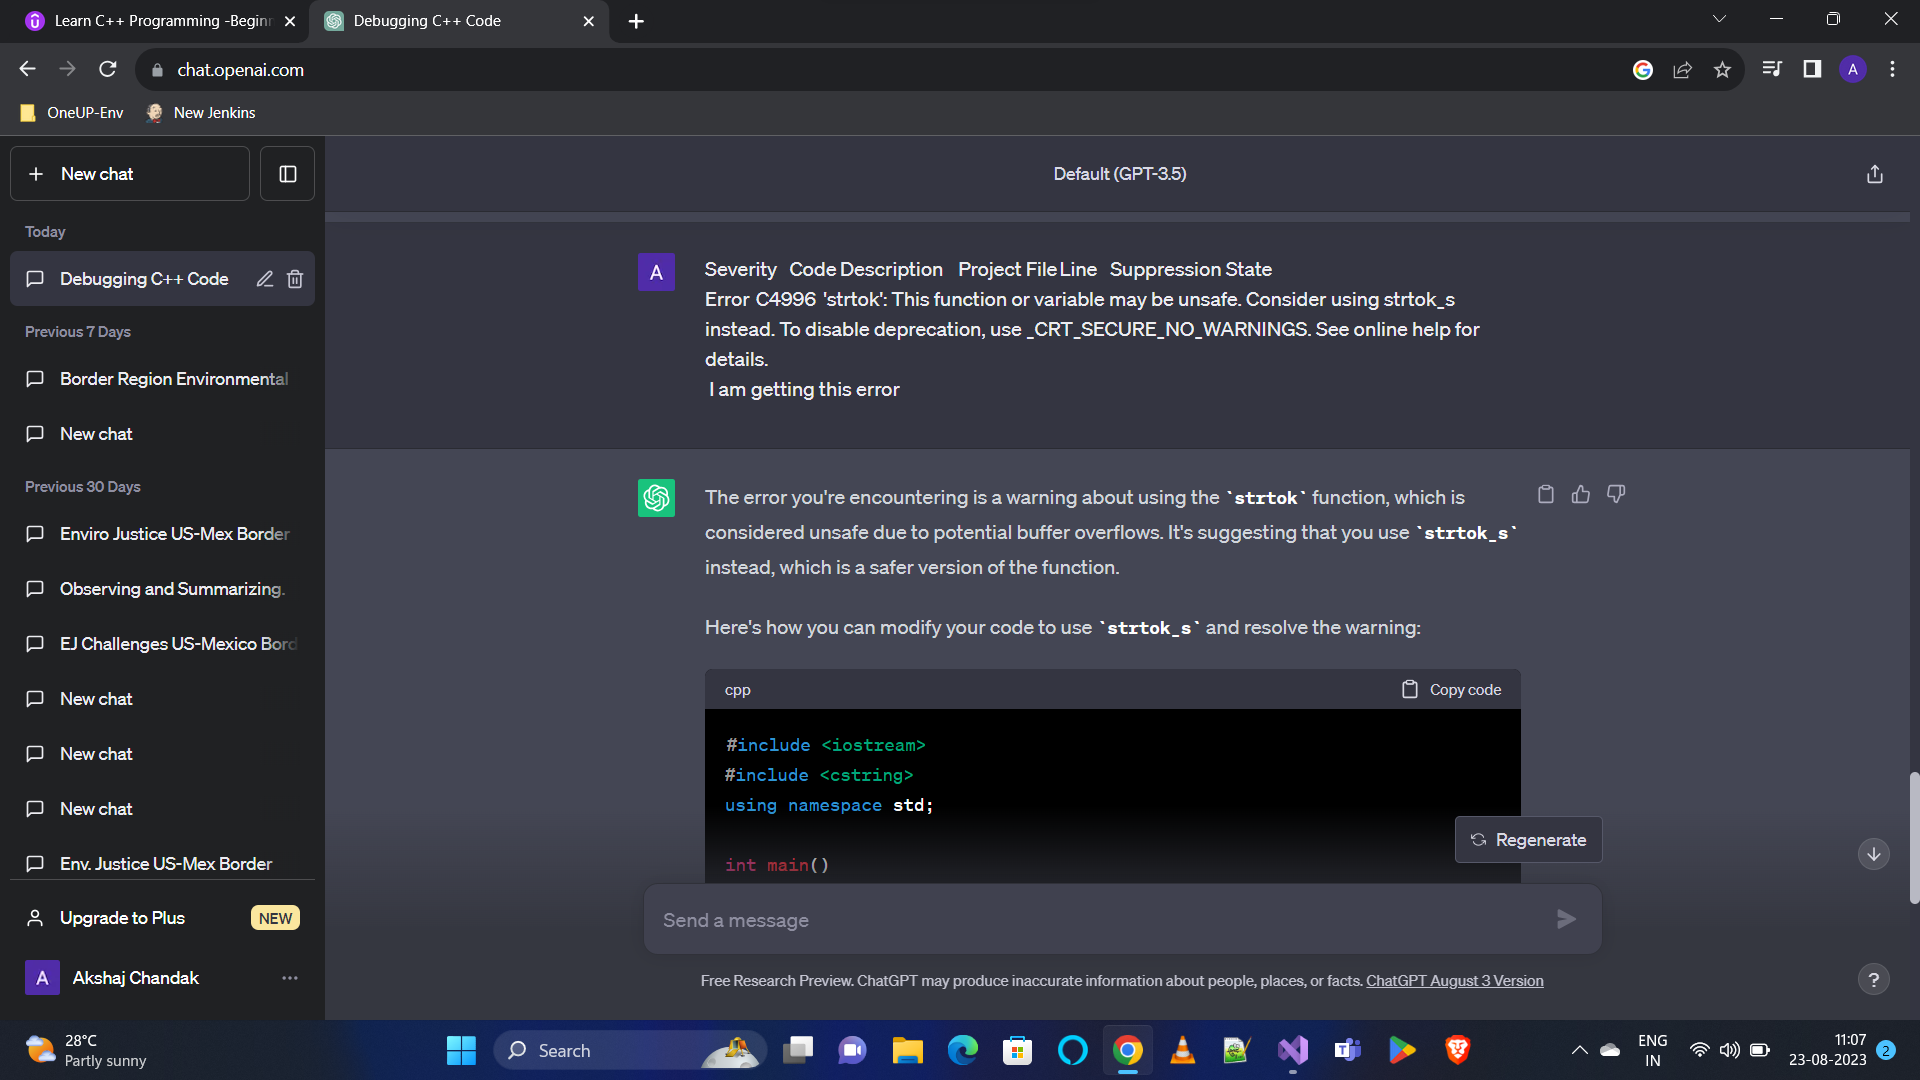 Learn C++ Programming -Beginn
Debugging C++ Code
chat.openai.com
A
OneUP-Env
New Jenkins
New chat
Default (GPT-3.5)
Today
Debugging C++ Code
Previous 7 Days
Border Region Environmental
New chat
Previous 30 Days
Enviro Justice US-Mex Border
Observing and Summarizing.
EJ Challenges US-Mexico Bord
New chat
New chat
New chat
Env. Justice US-Mex Border
Upgrade to Plus
NEW
A
Akshaj Chandak
A
Severity Code Description Project File Line Suppression State
Error C4996 'strtok': This function or variable may be unsafe. Consider using strtok_s
instead. To disable deprecation, use _CRT_SECURE_NO_WARNINGS. See online help for
details.
I am getting this error
The error you're encountering is a warning about using the `strtok` function, which is
considered unsafe due to potential buffer overflows. It's suggesting that you use `strtok_s`
instead, which is a safer version of the function.
Here's how you can modify your code to use `strtok_s` and resolve the warning:
cpp
Copy code
#include <iostream>
#include <cstring>
using namespace std;
int main()
Regenerate
Send a message
Free Research Preview. ChatGPT may produce inaccurate information about people, places, or facts. ChatGPT August 3 Version
?
28°C
Partly sunny
Search
ENG
IN
11:07
23-08-2023
2